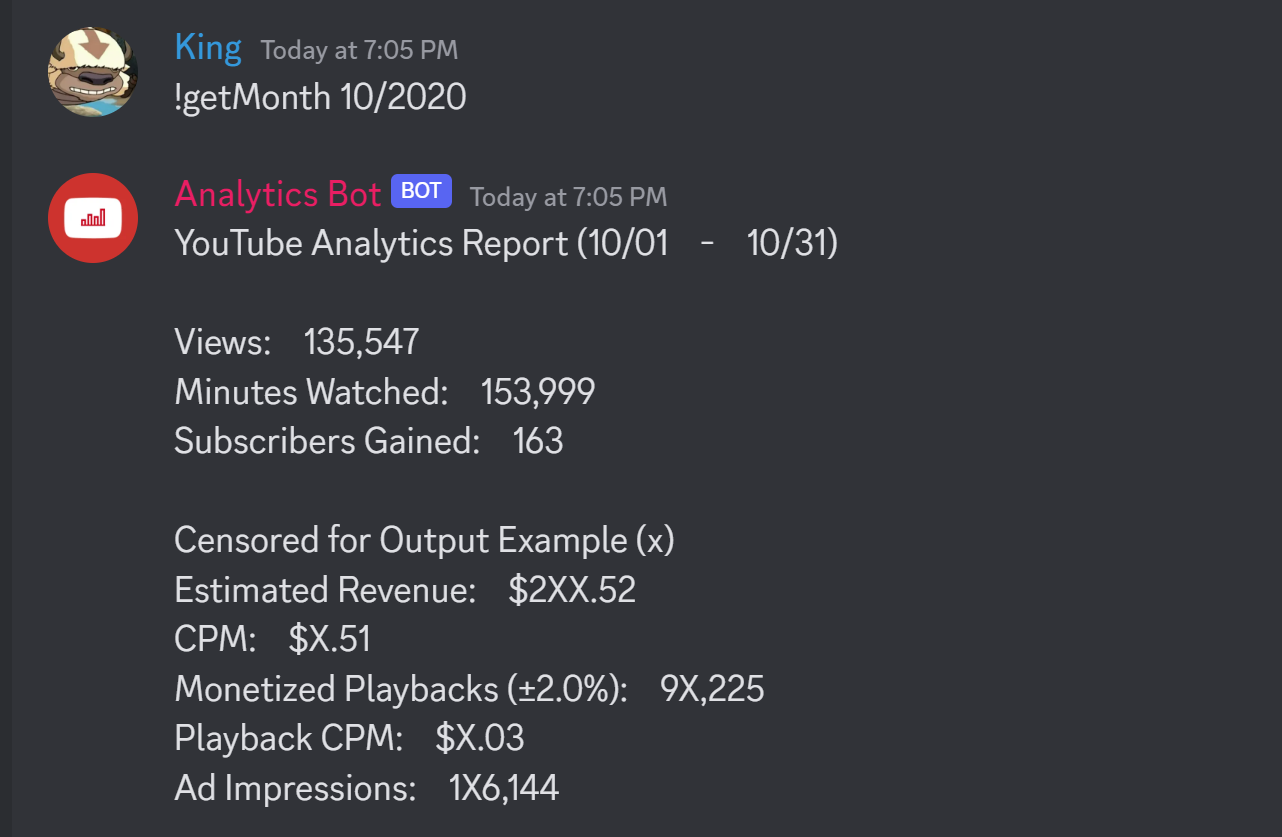 King Today at 7:05 PM
!getMonth 10/2020
Analytics Bot BOT Today at 7:05 PM
YouTube Analytics Report (10/01 - 10/31)
Views: 135,547
Minutes Watched: 153,999
Subscribers Gained: 163
Censored for Output Example (x)
Estimated Revenue: $2XX.52
CPM: $X.51
Monetized Playbacks (±2.0%): 9X,225
Playback CPM: $X.03
Ad Impressions: 1X6,144